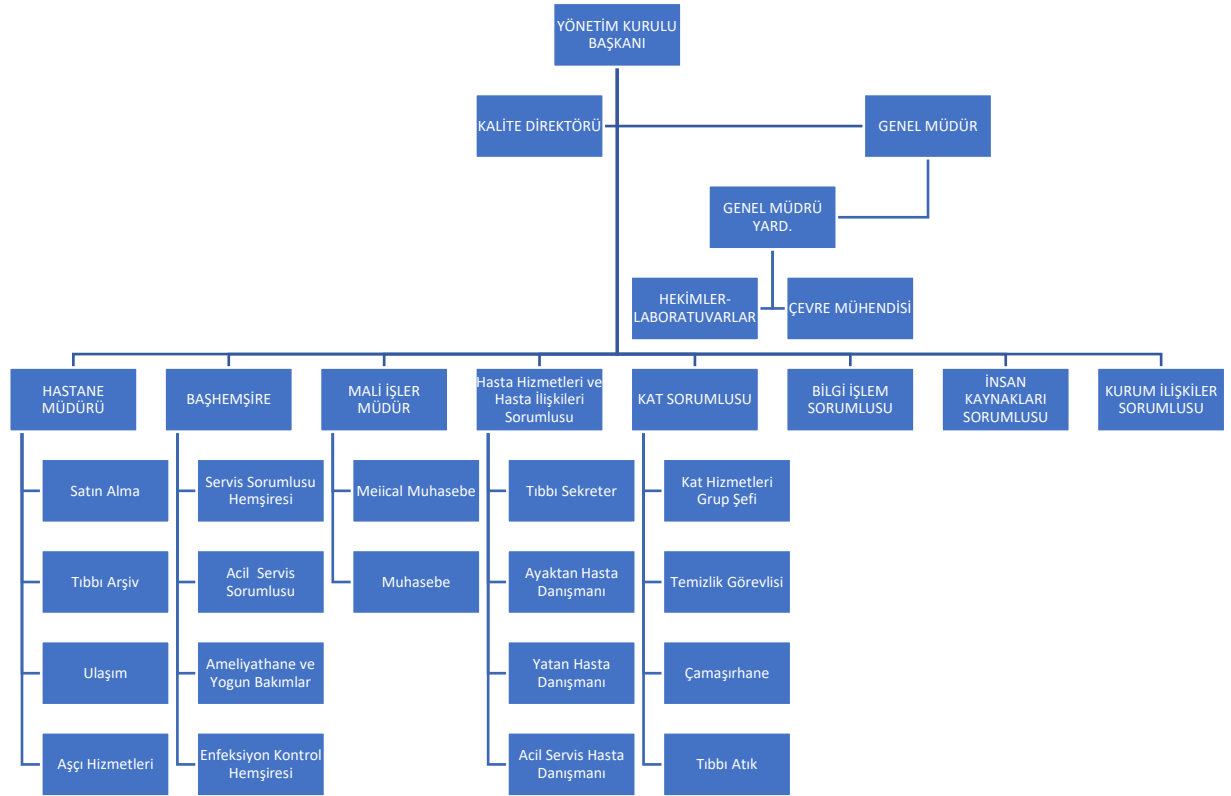 YÖNETİM KURULU
BAŞKANI
KALİTE DİREKTÖRÜ
GENEL MÜDÜR
GENEL MÜDRÜ
YARD.
HEKİMLER-
LABORATUVARLAR
ÇEVRE MÜHENDİSİ
HASTANE
MÜDÜRÜ
BAŞHEMŞİRE
MALİ İŞLER
MÜDÜR
Hasta Hizmetleri ve
Hasta İlişkileri
Sorumlusu
KAT SORUMLUSU
BİLGİ İŞLEM
SORUMLUSU
İNSAN
KAYNAKLARI
SORUMLUSU
KURUM İLİŞKİLER
SORUMLUSU
Satın Alma
Servis Sorumlusu
Hemşiresi
Meiical Muhasebe
Tıbbı Sekreter
Kat Hizmetleri
Grup Şefi
Tıbbı Arşiv
Acil Servis
Sorumlusu
Muhasebe
Ayaktan Hasta
Danışmanı
Temizlik Görevlisi
Ulaşım
Ameliyathane ve
Yogun Bakımlar
Yatan Hasta
Danışmanı
Çamaşırhane
Aşçı Hizmetleri
Enfeksiyon Kontrol
Hemşiresi
Acil Servis Hasta
Danışmanı
Tıbbı Atık